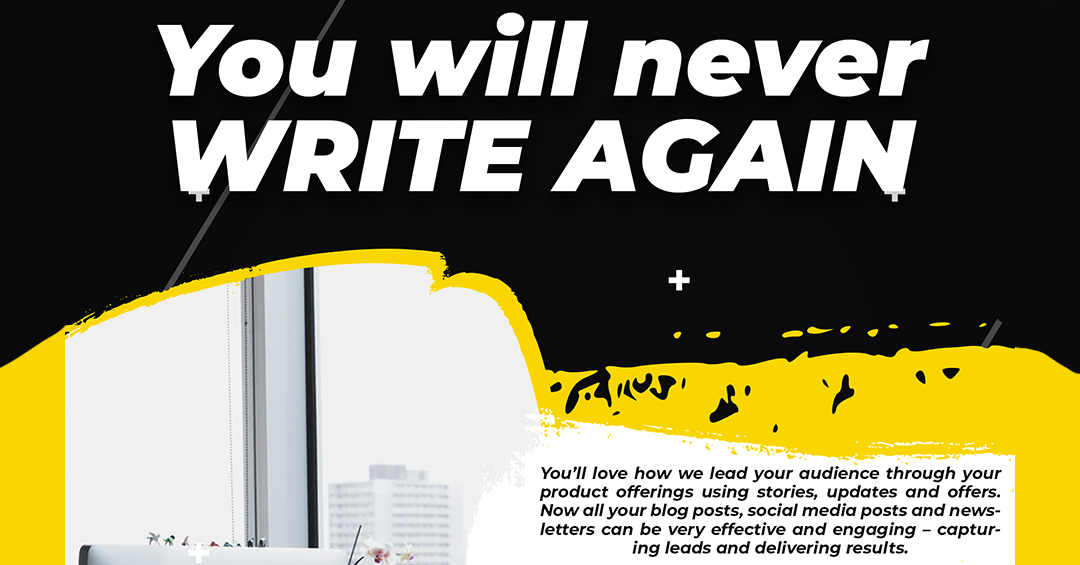 You will never
WRITE AGAIN
You'll love how we lead your audience through your
product offerings using stories, updates and offers.
Now all your blog posts, social media posts and news-
letters can be very effective and engaging – captur-
ing leads and delivering results.